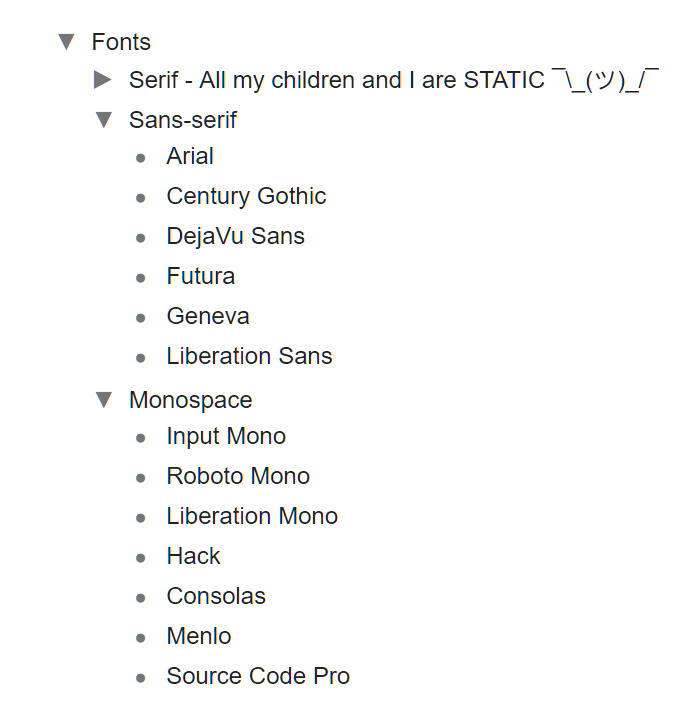 Fonts
Serif - All my children and I are STATIC ¯\_(ツ)_/¯
Sans-serif
Arial
Century Gothic
DejaVu Sans
Futura
Geneva
Liberation Sans
Monospace
Input Mono
Roboto Mono
Liberation Mono
Hack
Consolas
Menlo
Source Code Pro